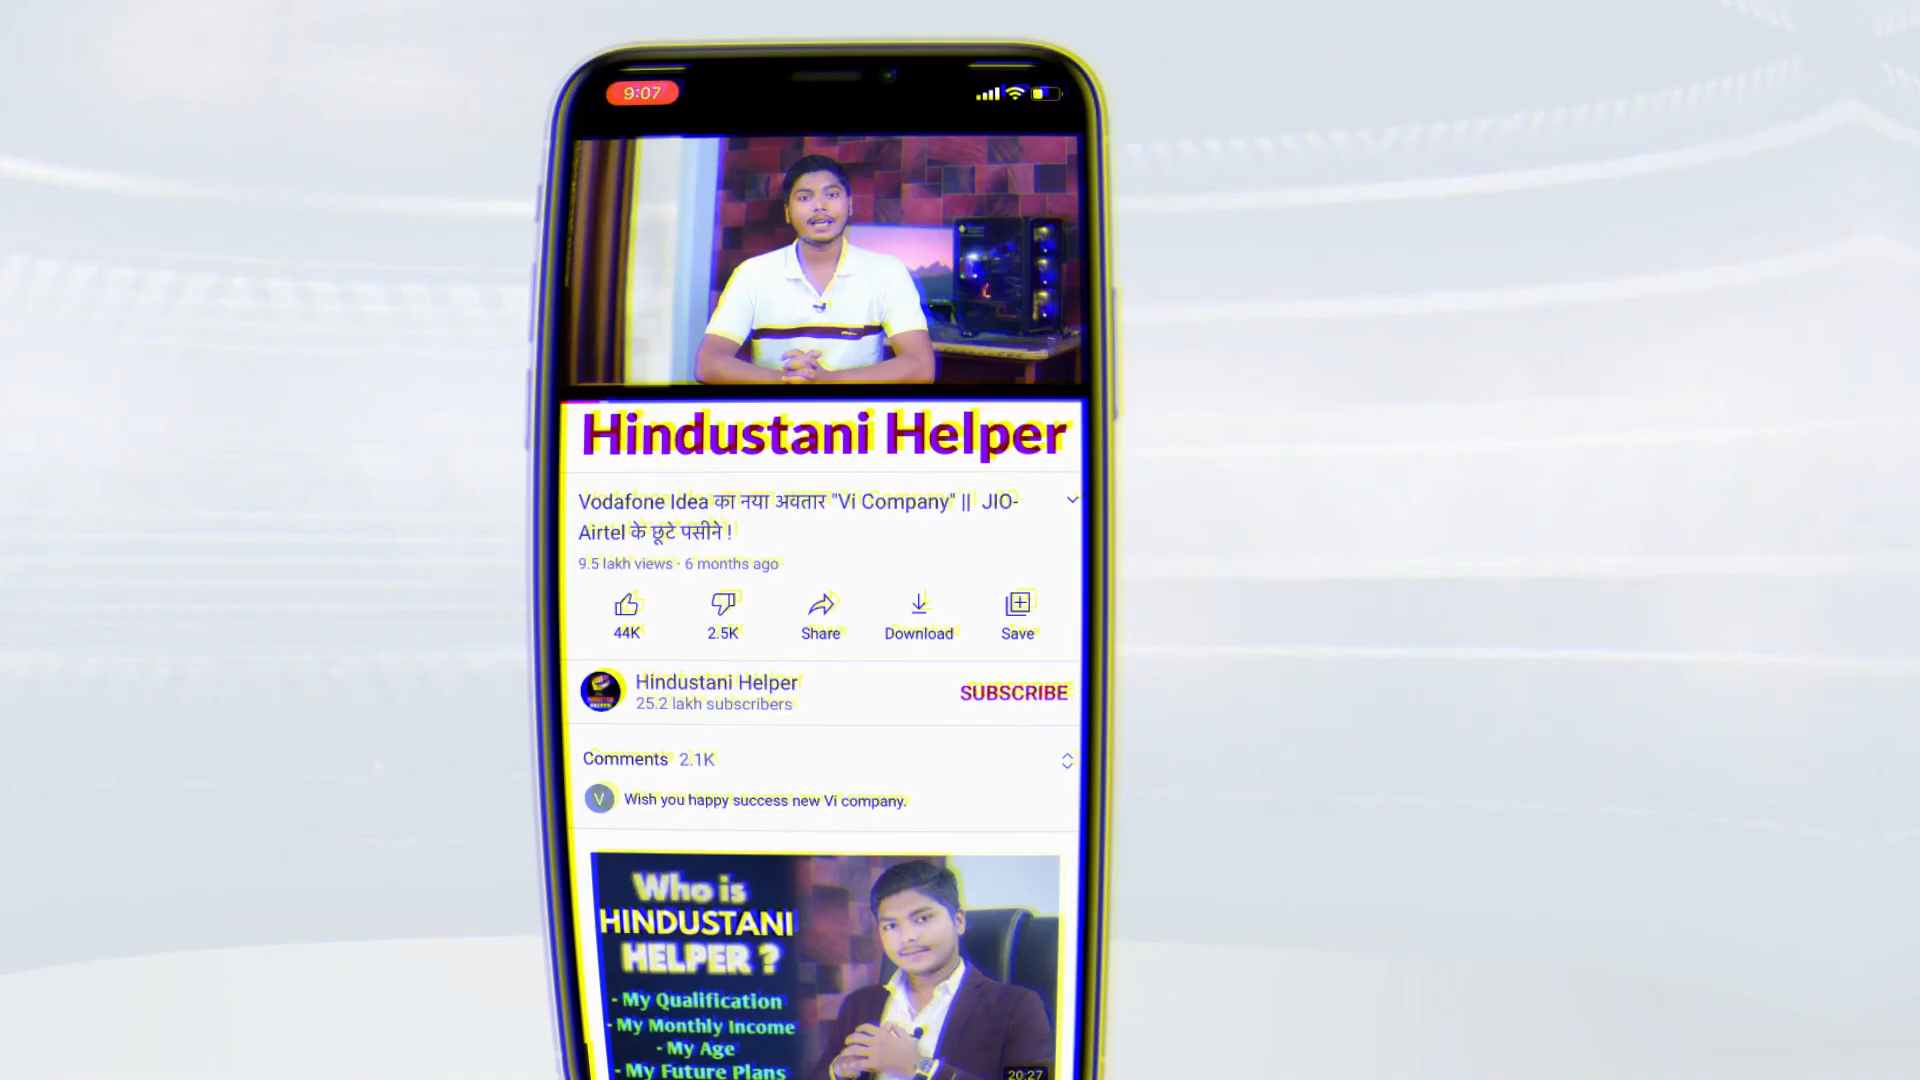 9:07
Hindustani Helper
Vodafone Idea का नया अवतार "Vi Company" || JIO-
Airtel के छूटे पसीने !
9.5 lakh views · 6 months ago
44K
2.5K
Share
Download
Save
Hindustani Helper
25.2 lakh subscribers
SUBSCRIBE
Comments 2.1K
V
Wish you happy success new Vi company.
Who is
HINDUSTANI
HELPER ?
- My Qualification
- My Monthly Income
- My Age
- My Future Plans
20:27